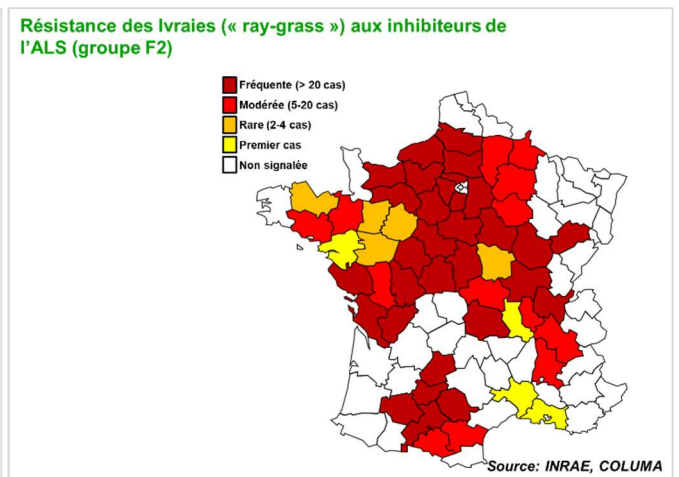 Résistance des Ivraies (« ray-grass ») aux inhibiteurs de
l’ALS (groupe F2)
Fréquente (> 20 cas)
Modérée (5-20 cas)
Rare (2-4 cas)
Premier cas
Non signalée
Source: INRAE, COLUMA